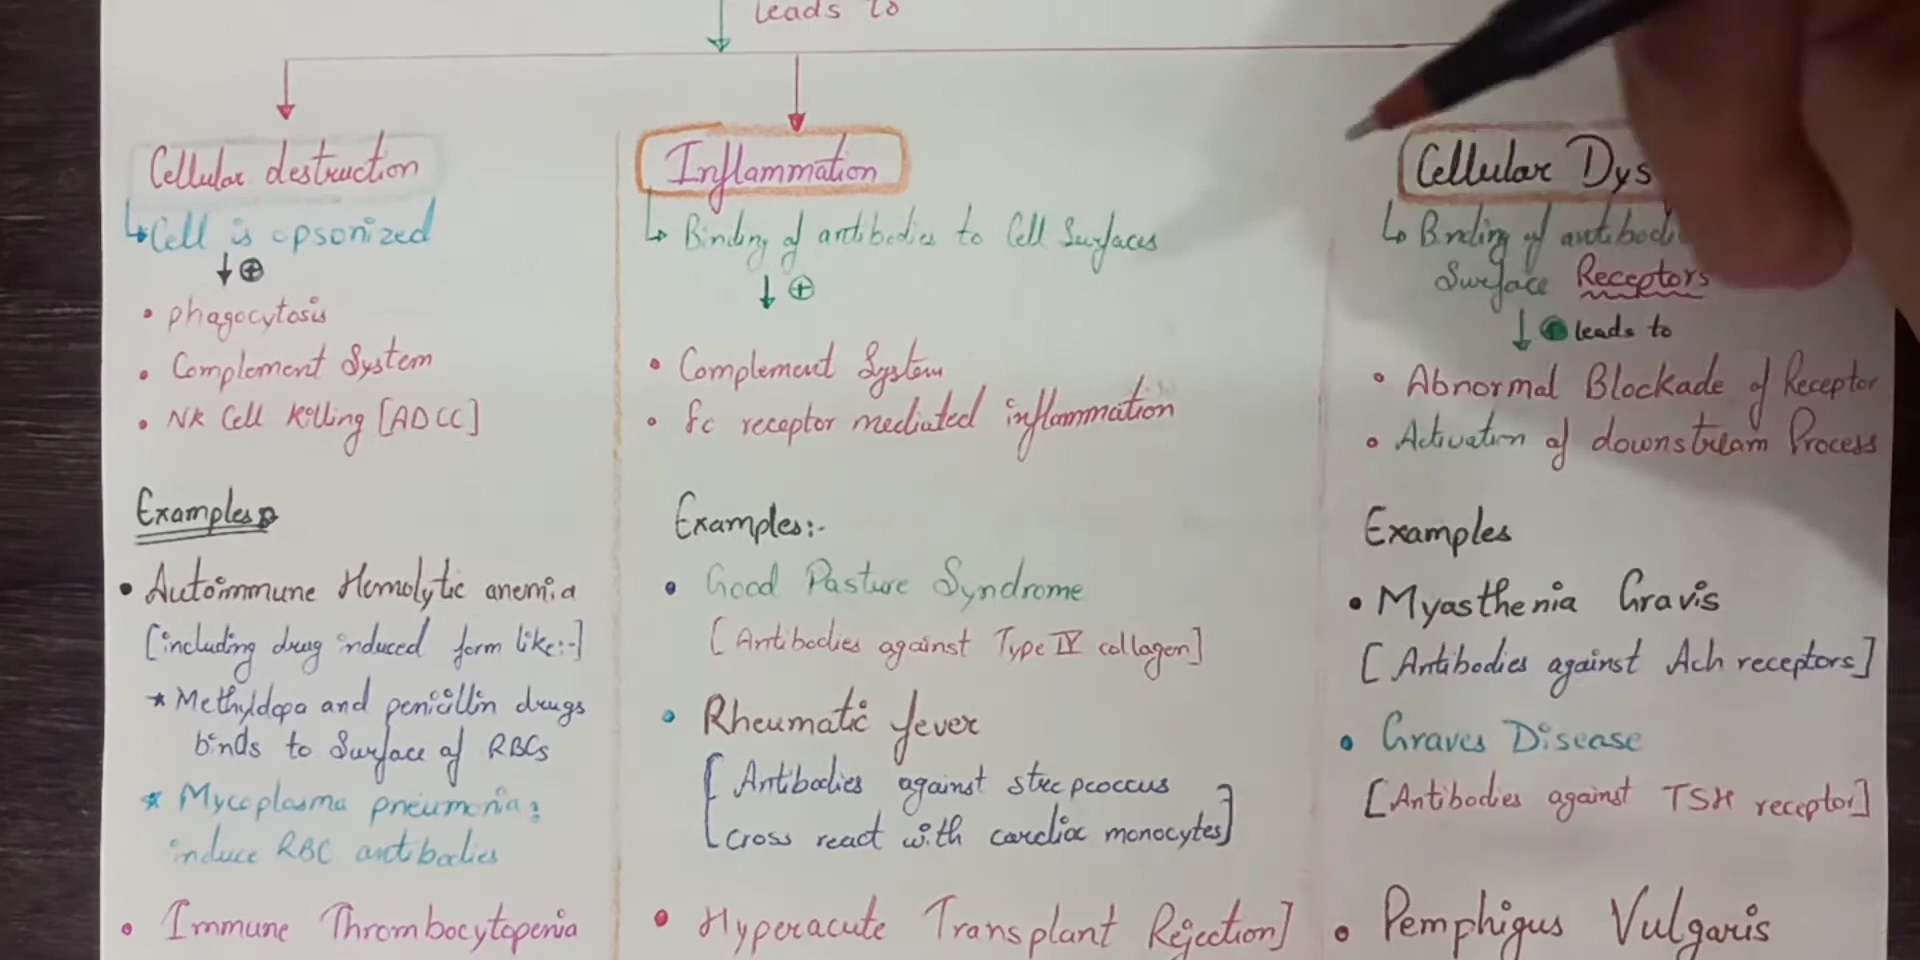 leads to
Cellular destruction
Cell is opsonized
phagocytosis
Complement System
NK Cell Killing [ADCC]
Examples
Autoimmune Hemolytic anemia
[including drug induced form like:-]
* Methyldopa and penicillin drugs
binds to Surface of RBCs
* Mycoplasma pneumonia:
induce RBC antibodies
Immune Thrombocytopenia
Inflammation
Binding of antibodies to Cell Surfaces
Complement System
fc receptor mediated inflammation
Examples:-
Good Pasture Syndrome
[Antibodies against Type IV collagen]
Rheumatic fever
[Antibodies against strepcoccus
cross react with cardiac monocytes]
Hyperacute Transplant Rejection]
Cellular Dys
Binding of antibodi
Surface Receptors
leads to
Abnormal Blockade of Receptor
Activation of downstream Process
Examples
Myasthenia Gravis
[Antibodies against Ach receptors]
Graves Disease
[Antibodies against TSH receptor]
Pemphigus Vulgaris